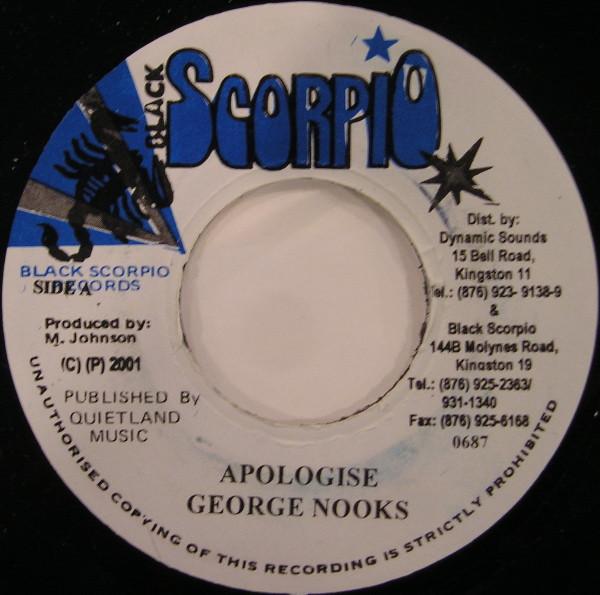 BLACK
SCORPIO
BLACK SCORPIO
RECORDS
SIDE A
Produced by:
M. Johnson
(C) (P) 2001
PUBLISHED By
QUIETLAND
MUSIC
Dist. by:
Dynamic Sounds
15 Bell Road,
Kingston 11
Tel.: (876) 923- 9138-9
&
Black Scorpio
144B Molynes Road,
Kingston 19
Tel.: (876) 925-2363/
931-1340
Fax: (876) 925-6168
0687
APOLOGISE
GEORGE NOOKS
UNAUTHORISED COPYING OF THIS RECORDING IS STRICTLY PROHIBITED